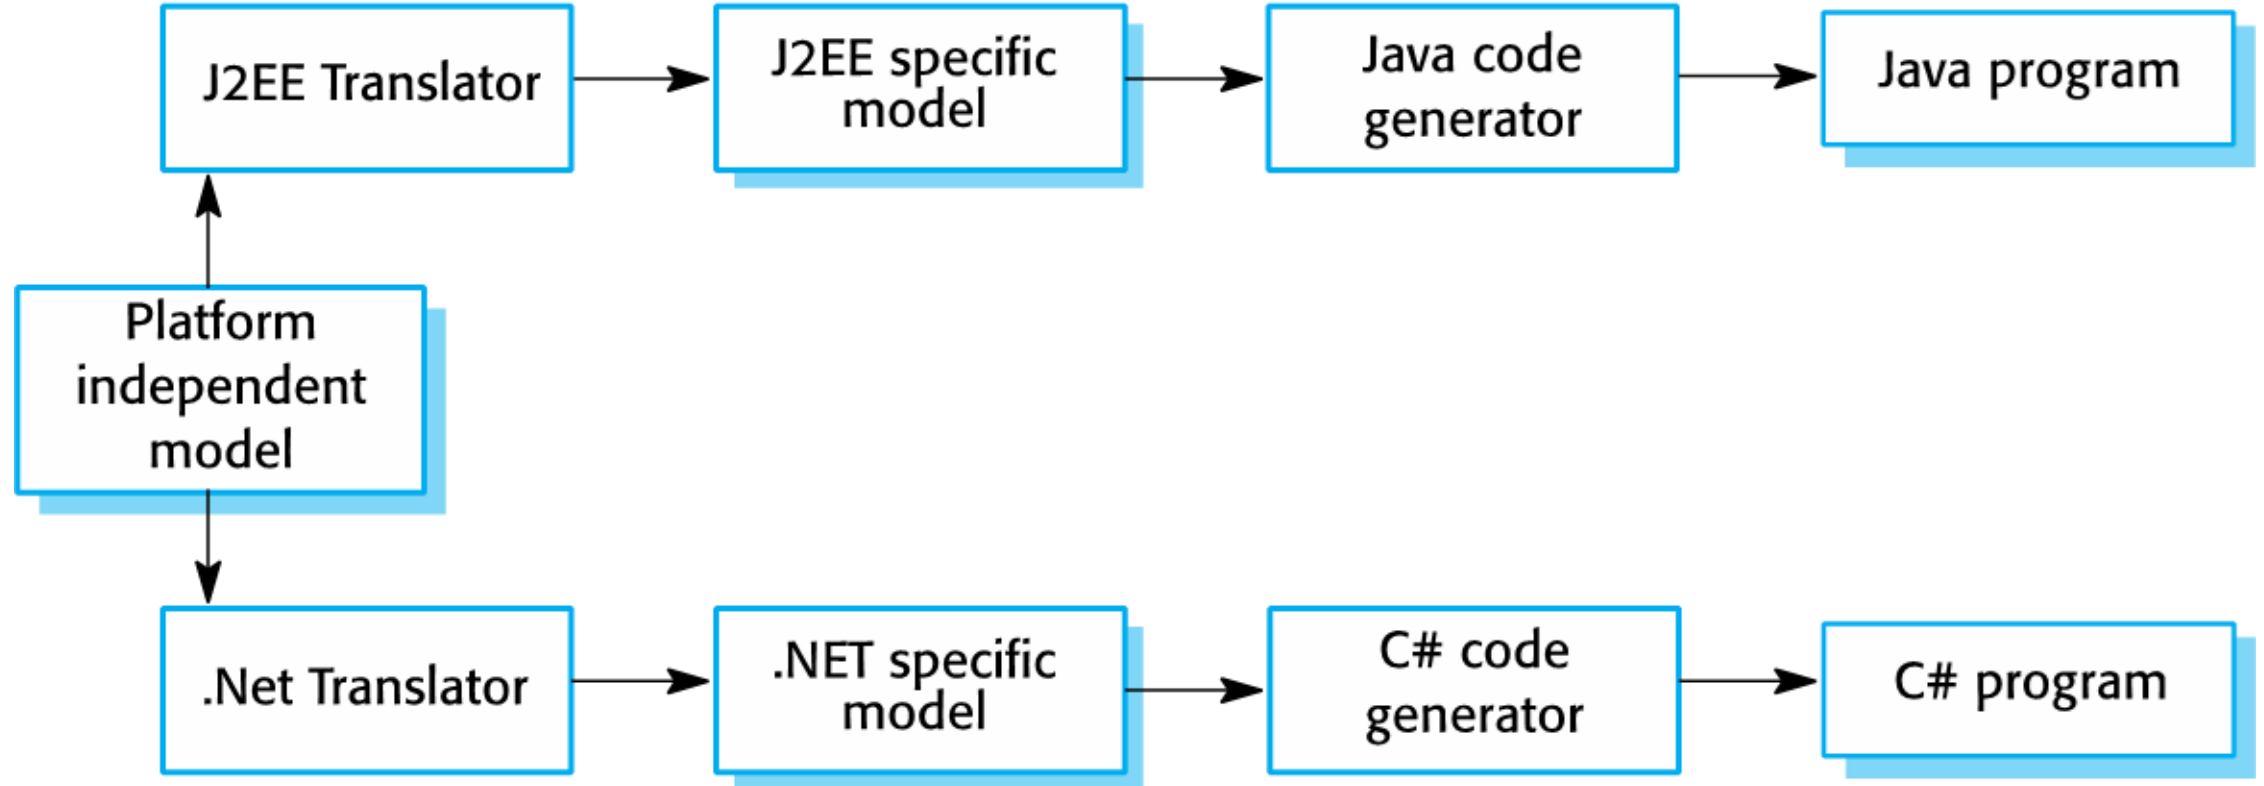 J2EE Translator
J2EE specific
model
Java code
generator
Java program
Platform
independent
model
.Net Translator
.NET specific
model
C# code
generator
C# program